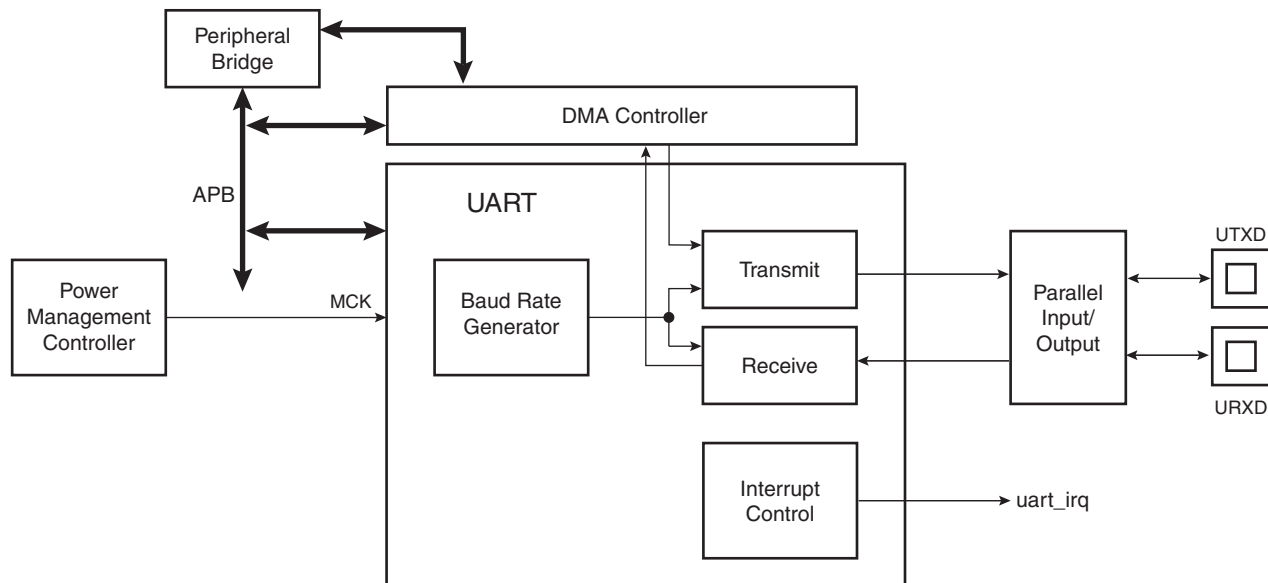 Peripheral
Bridge
DMA Controller
APB
UART
UTXD
Power
Management
Controller
MCK
Baud Rate
Generator
Transmit
Receive
Parallel
Input/
Output
URXD
Interrupt
Control
uart_irq